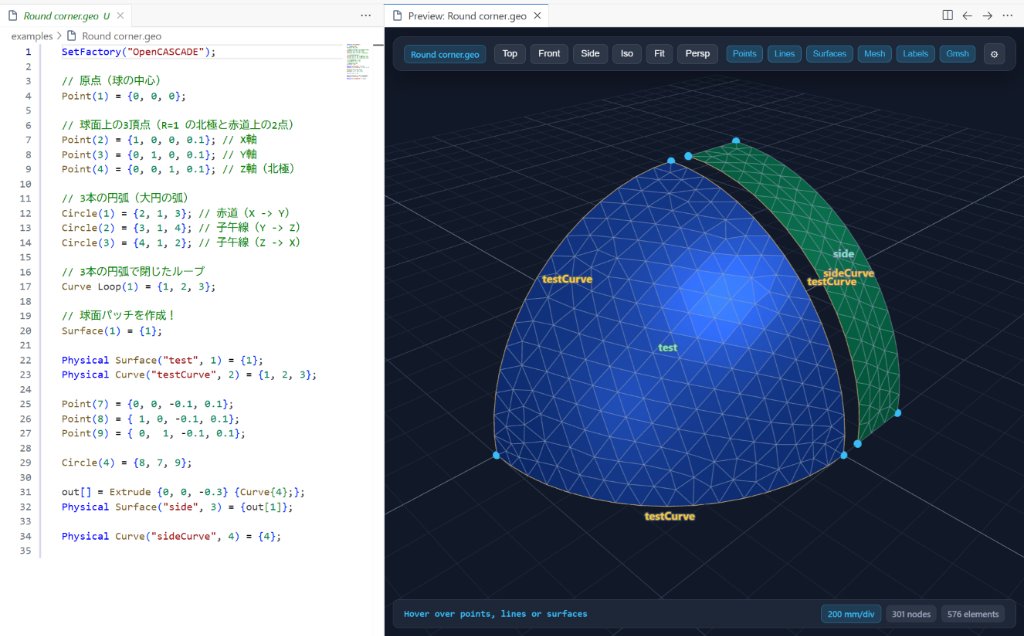 Round corner.geo U
Preview: Round corner.geo
examples > Round corner.geo
1 SetFactory("OpenCASCADE");
2
3 // 原点（球の中心）
4 Point(1) = {0, 0, 0};
5
6 // 球面上の3頂点（R=1 の北極と赤道上の2点）
7 Point(2) = {1, 0, 0, 0.1}; // X軸
8 Point(3) = {0, 1, 0, 0.1}; // Y軸
9 Point(4) = {0, 0, 1, 0.1}; // Z軸（北極）
10
11 // 3本の円弧（大円の弧）
12 Circle(1) = {2, 1, 3}; // 赤道（X -> Y）
13 Circle(2) = {3, 1, 4}; // 子午線（Y -> Z）
14 Circle(3) = {4, 1, 2}; // 子午線（Z -> X）
15
16 // 3本の円弧で閉じたループ
17 Curve Loop(1) = {1, 2, 3};
18
19 // 球面パッチを作成！
20 Surface(1) = {1};
21
22 Physical Surface("test", 1) = {1};
23 Physical Curve("testCurve", 2) = {1, 2, 3};
24
25 Point(7) = {0, 0, -0.1, 0.1};
26 Point(8) = { 1, 0, -0.1, 0.1};
27 Point(9) = { 0, 1, -0.1, 0.1};
28
29 Circle(4) = {8, 7, 9};
30
31 out[] = Extrude {0, 0, -0.3} {Curve{4};};
32 Physical Surface("side", 3) = {out[1]};
33
34 Physical Curve("sideCurve", 4) = {4};
35
Round corner.geo Top Front Side Iso Fit Persp Points Lines Surfaces Mesh Labels Gmsh
side
sideCurve
testCurve
testCurve
test
testCurve
Hover over points, lines or surfaces
200 mm/div 301 nodes 576 elements